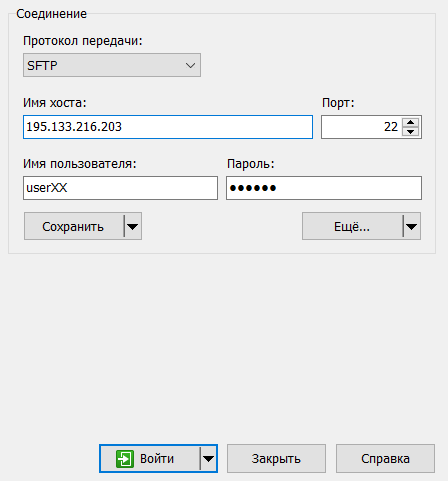 Соединение
Протокол передачи:
SFTP
Имя хоста: Порт:
195.133.216.203 22
Имя пользователя: Пароль:
userXX ●●●●●●
Сохранить Ещё...
Войти Закрыть Справка